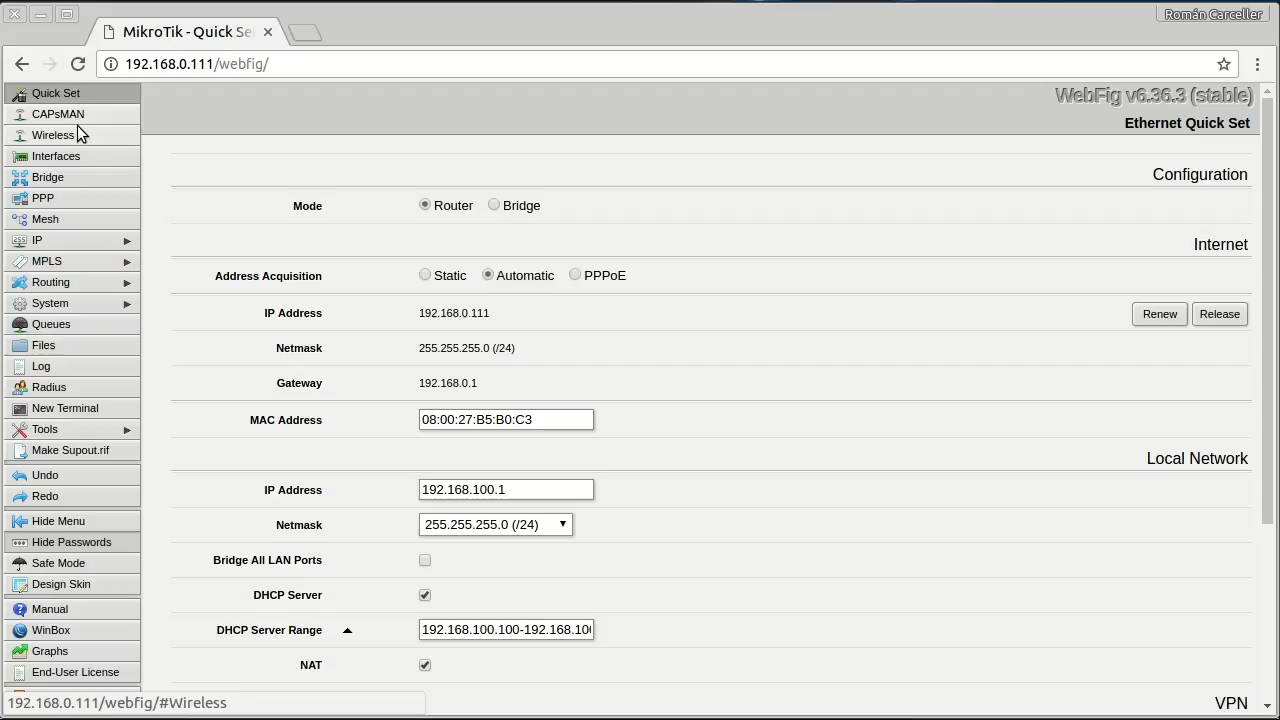 Román Carceller
MikroTik - Quick Se
192.168.0.111/webfig/
Quick Set
CAPsMAN
Wireless
Interfaces
Bridge
PPP
Mesh
IP
MPLS
Routing
System
Queues
Files
Log
Radius
New Terminal
Tools
Make Supout.rif
Undo
Redo
Hide Menu
Hide Passwords
Safe Mode
Design Skin
Manual
WinBox
Graphs
End-User License
192.168.0.111/webfig/#Wireless
WebFig v6.36.3 (stable)
Ethernet Quick Set
Configuration
Mode Router Bridge
Internet
Address Acquisition Static Automatic PPPoE
IP Address 192.168.0.111 Renew Release
Netmask 255.255.255.0 (/24)
Gateway 192.168.0.1
MAC Address 08:00:27:B5:B0:C3
Local Network
IP Address 192.168.100.1
Netmask 255.255.255.0 (/24)
Bridge All LAN Ports
DHCP Server
DHCP Server Range 192.168.100.100-192.168.10
NAT
VPN